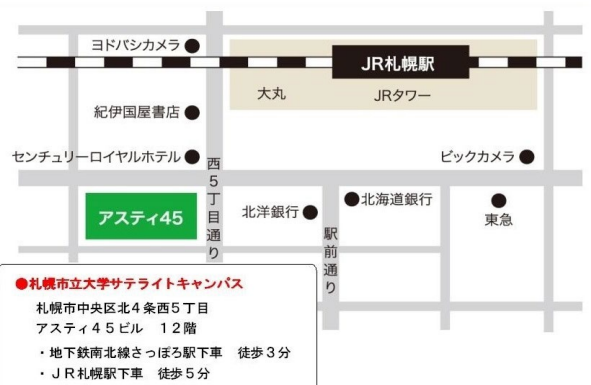 ヨドバシカメラ
JR札幌駅
大丸
JRタワー
紀伊国屋書店
センチュリーロイヤルホテル
ビックカメラ
西5丁目通り
アスティ45
北洋銀行
北海道銀行
東急
駅前通り
●札幌市立大学サテライトキャンパス
札幌市中央区北4条西5丁目
アスティ45ビル　12階
・地下鉄南北線さっぽろ駅下車　徒歩3分
・JR札幌駅下車　徒歩5分